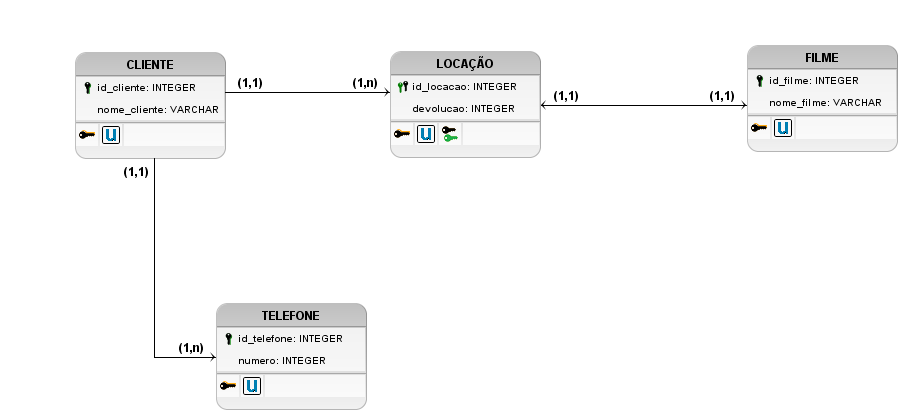 CLIENTE
id_cliente: INTEGER
nome_cliente: VARCHAR
u
(1,1)
(1,n)
LOCAÇÃO
id_locacao: INTEGER
devolucao: INTEGER
u
(1,1)
(1,1)
FILME
id_filme: INTEGER
nome_filme: VARCHAR
u
(1,1)
(1,n)
TELEFONE
id_telefone: INTEGER
numero: INTEGER
u